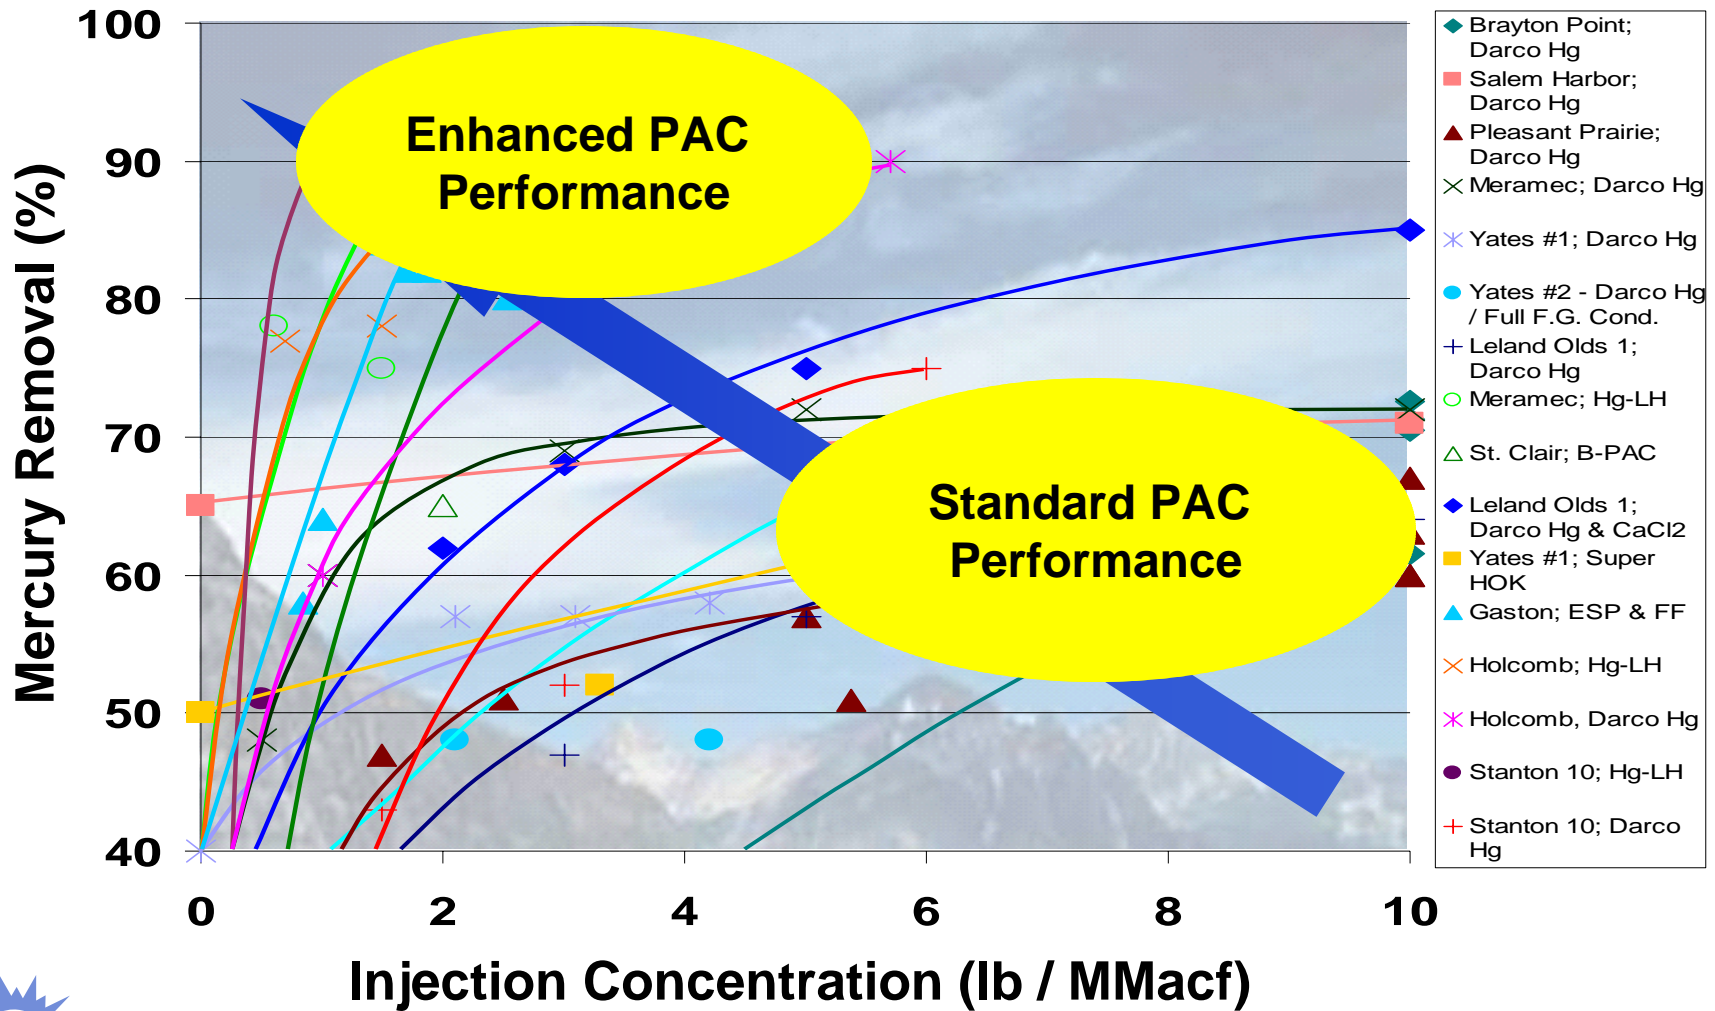 100
90
80
70
60
50
40
Mercury Removal (%)
0
2
4
6
8
10
Injection Concentration (lb / MMacf)
Enhanced PAC
Performance
Standard PAC
Performance
Brayton Point;
Darco Hg
Salem Harbor;
Darco Hg
Pleasant Prairie;
Darco Hg
Meramec; Darco Hg
Yates #1; Darco Hg
Yates #2 - Darco Hg
/ Full F.G. Cond.
Leland Olds 1;
Darco Hg
Meramec; Hg-LH
St. Clair; B-PAC
Leland Olds 1;
Darco Hg & CaCl2
Yates #1; Super
HOK
Gaston; ESP & FF
Holcomb; Hg-LH
Holcomb, Darco Hg
Stanton 10; Hg-LH
Stanton 10; Darco
Hg